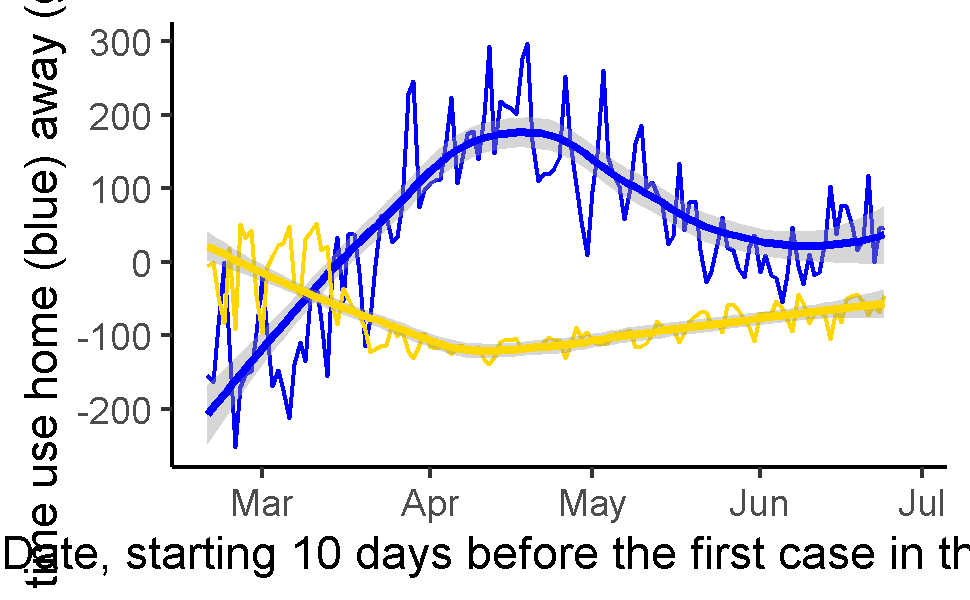 time use home (blue) away (
300
200
100
0
-100
-200
Mar Apr May Jun Jul
Date, starting 10 days before the first case in th